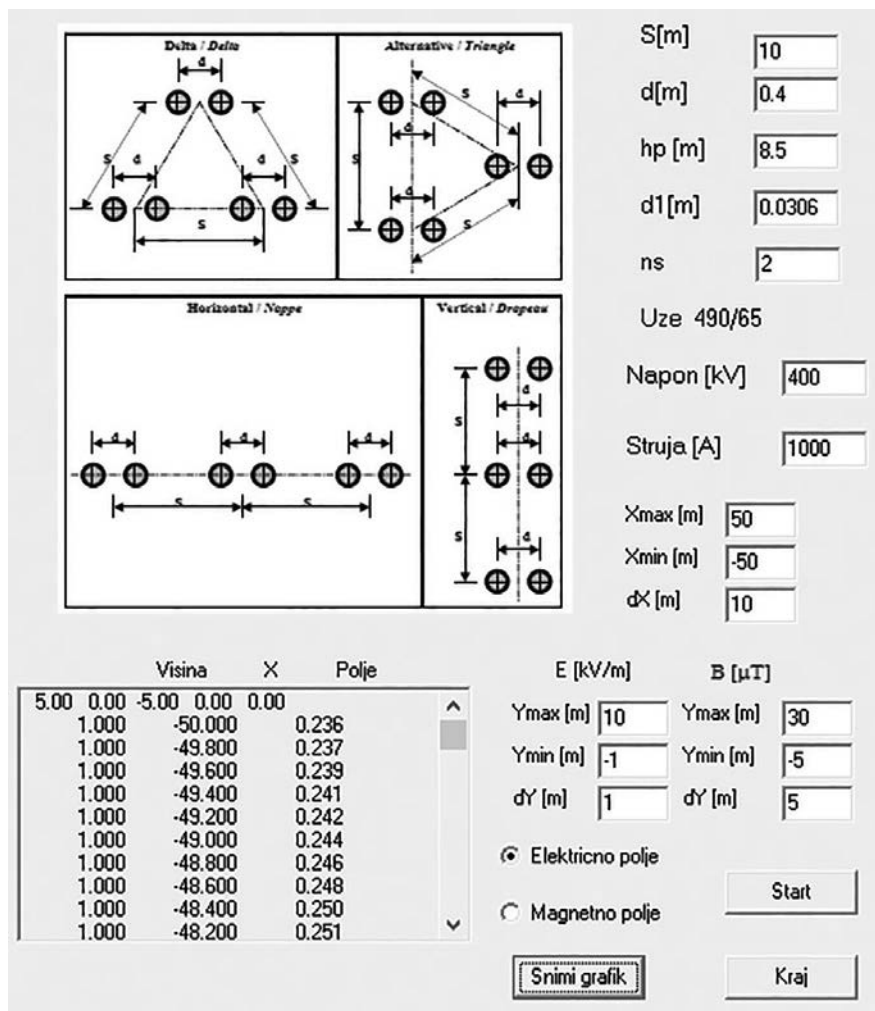 Delta / Delta
d
S d d S
S
Alternative / Triangle
S d
d
S
d
S
Horizontal / Nappe
d d d
S S
Vertical / Drapeau
S
d
d
S
d
S[m] 10
d[m] 0.4
hp [m] 8.5
d1[m] 0.0306
ns 2
Uze 490/65
Napon [kV] 400
Struja [A] 1000
Xmax [m] 50
Xmin [m] -50
dX [m] 10
Visina X Polje
5.00 0.00 -5.00 0.00 0.00
1.000 -50.000 0.236
1.000 -49.800 0.237
1.000 -49.600 0.239
1.000 -49.400 0.241
1.000 -49.200 0.242
1.000 -49.000 0.244
1.000 -48.800 0.246
1.000 -48.600 0.248
1.000 -48.400 0.250
1.000 -48.200 0.251
E [kV/m] B [µT]
Ymax [m] 10 Ymax [m] 30
Ymin [m] -1 Ymin [m] -5
dY [m] 1 dY [m] 5
Elektricno polje
Magnetno polje
Start
Snimi grafik
Kraj